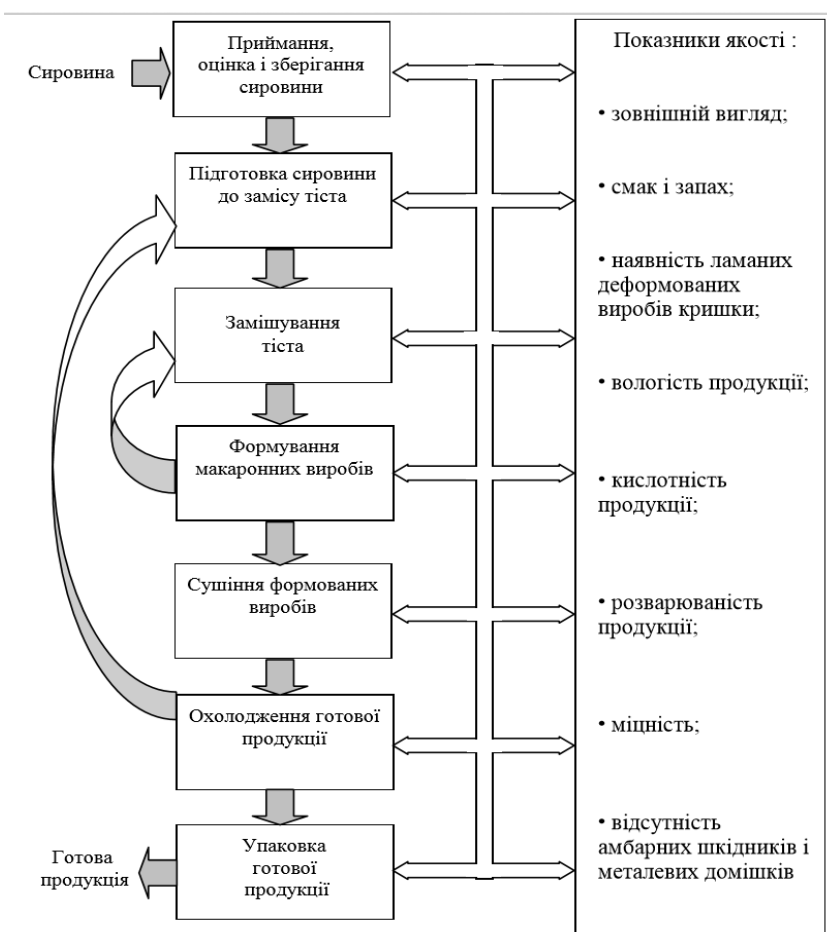 Сировина
Приймання,
оцінка і зберігання
сировини
Підготовка сировини
до замісу тіста
Замішування
тіста
Формування
макаронних виробів
Сушіння формованих
виробів
Охолодження готової
продукції
Упаковка
готової
продукції
Готова
продукція
Показники якості :
• зовнішній вигляд;
• смак і запах;
• наявність ламаних
деформованих
виробів кришки;
• вологість продукції;
• кислотність
продукції;
• розварюваність
продукції;
• міцність;
• відсутність
амбарних шкідників і
металевих домішків